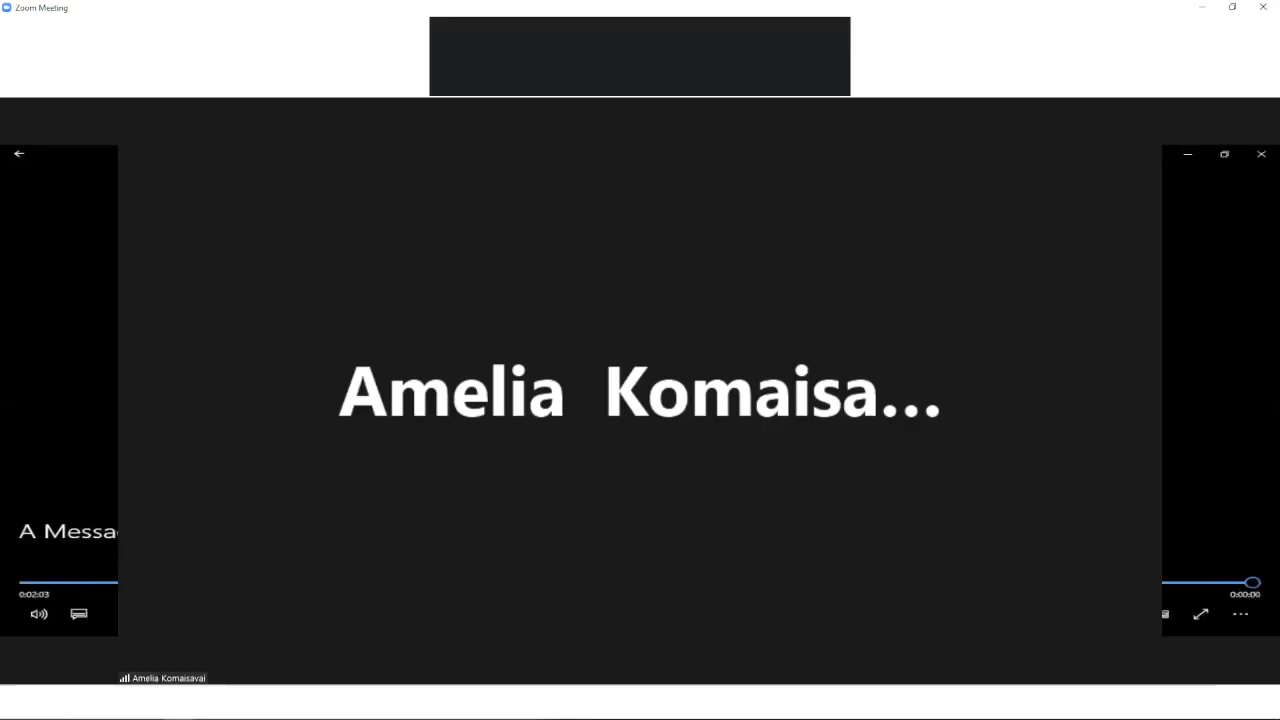 Zoom Meeting
Amelia Komaisa...
A Messa
0:02:03
0:00:00
Amelia Komaisavai